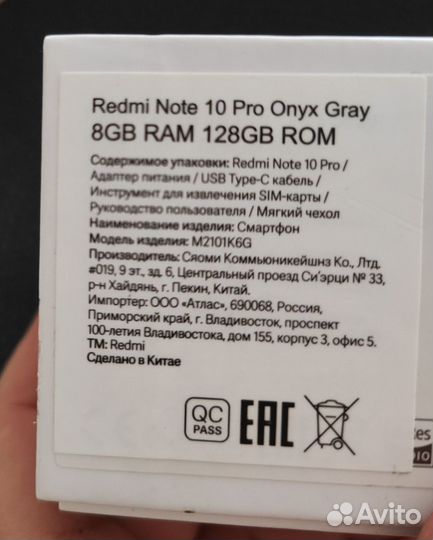 Redmi Note 10 Pro Onyx Gray
8GB RAM 128GB ROM
Содержимое упаковки: Redmi Note 10 Pro /
Адаптер питания / USB Type-C кабель /
Инструмент для извлечения SIM-карты /
Руководство пользователя / Мягкий чехол
Наименование изделия: Смартфон
Модель изделия: M2101K6G
Производитель: Сяоми Коммьюникейшнз Ко., Лтд.
#019, 9 эт., зд. 6, Центральный проезд Си'эрци № 33,
р-н Хайдянь, г. Пекин, Китай.
Импортер: ООО «Атлас», 690068, Россия,
Приморский край, г. Владивосток, проспект
100-летия Владивостока, дом 155, корпус 3, офис 5.
ТМ: Redmi
Сделано в Китае
QC
PASS
EAC
Avito